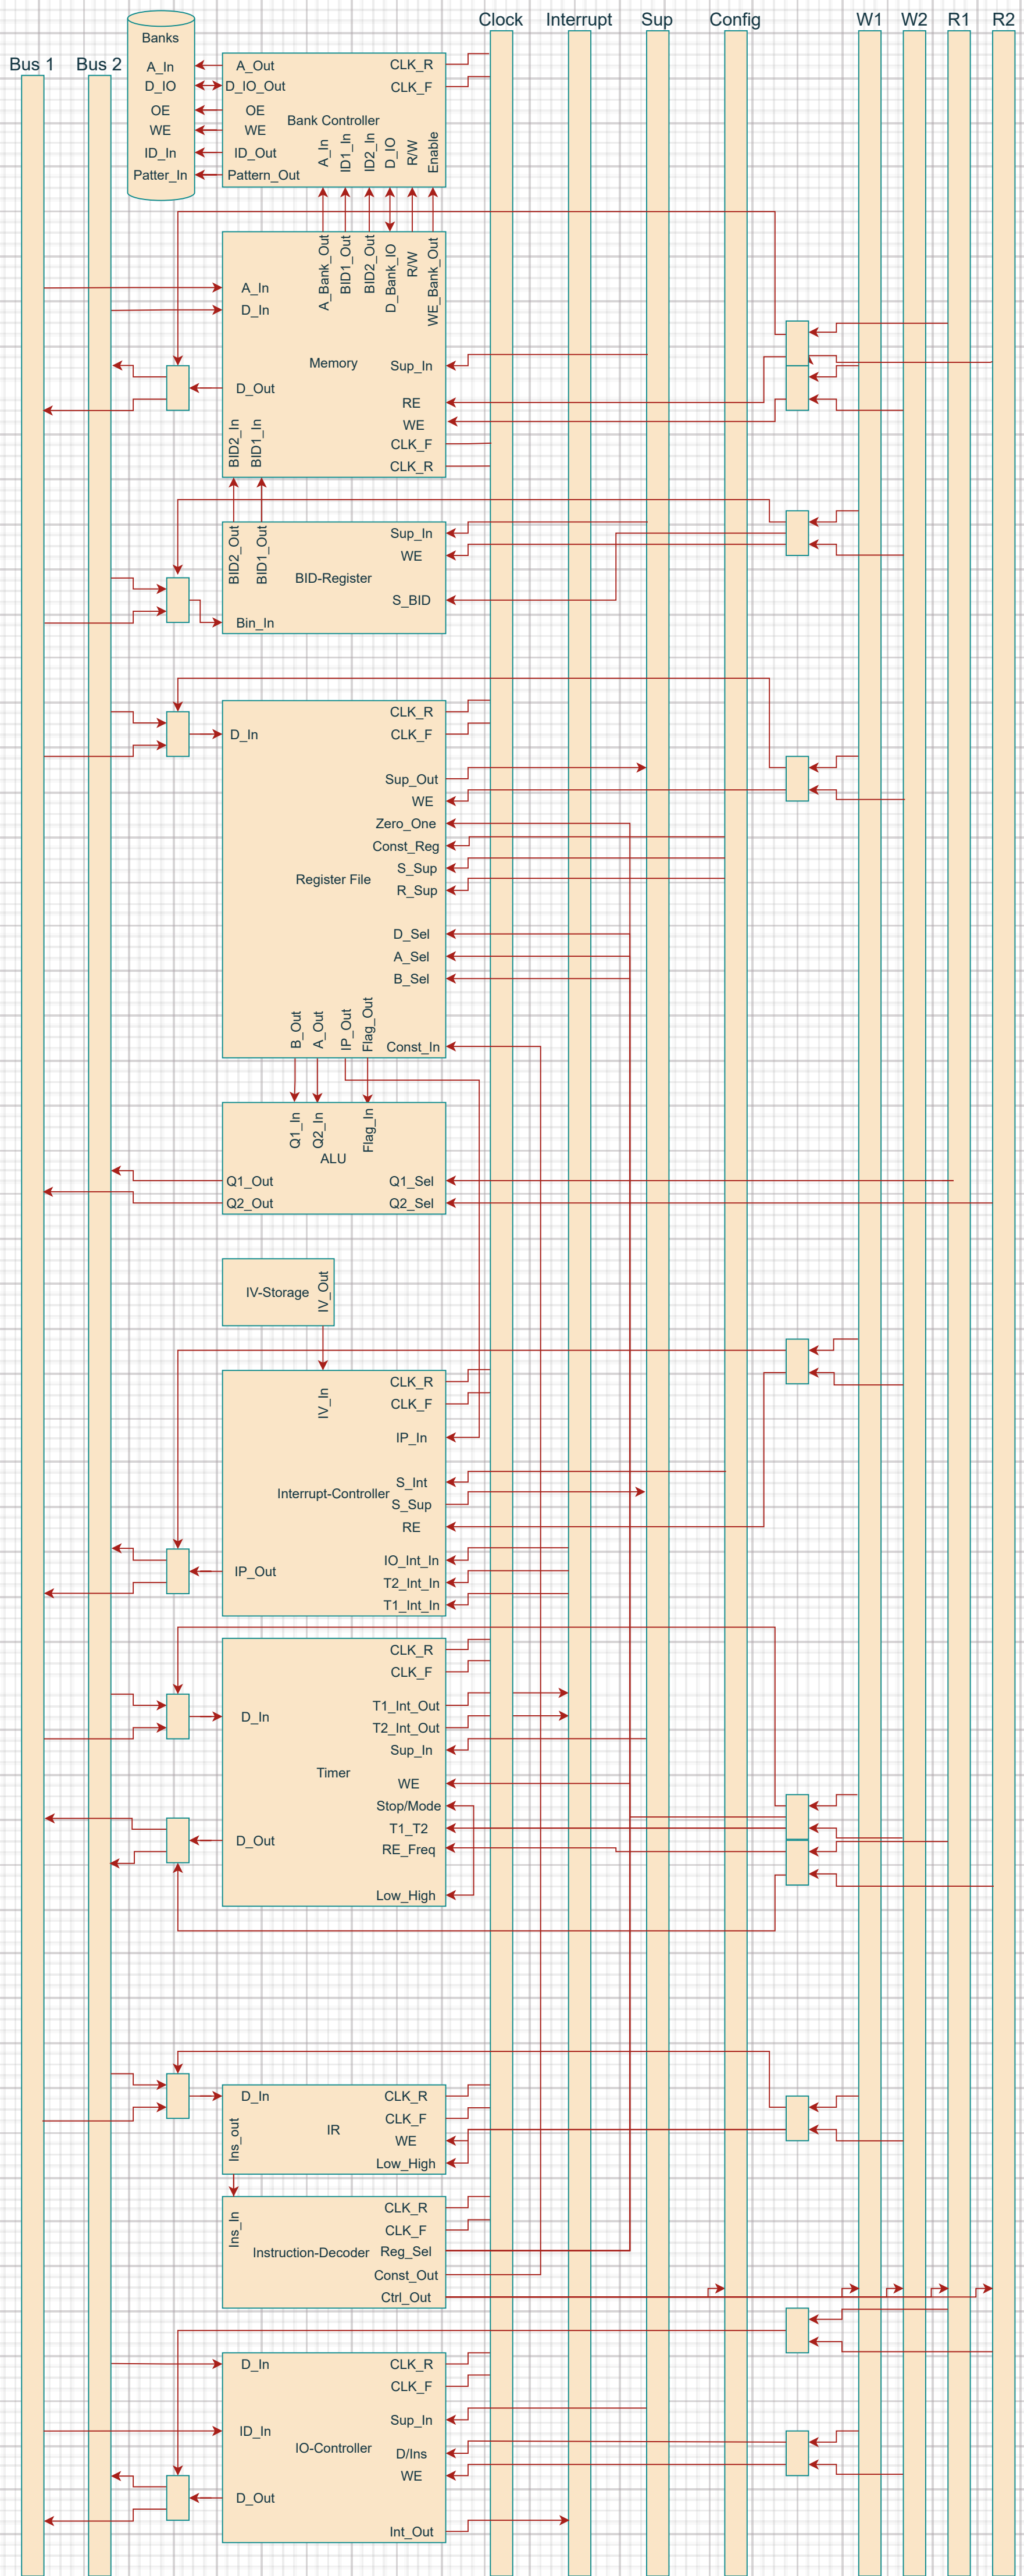 Clock Interrupt Sup Config W1 W2 R1 R2
Bus 1 Bus 2
Banks
A_In
D_IO
OE
WE
ID_In
Patter_In
A_Out
D_IO_Out
OE
WE
ID_Out
Pattern_Out
Bank Controller
CLK_R
CLK_F
A_In
ID1_In
ID2_In
D_IO
R/W
Enable
A_Bank_Out
BID1_Out
BID2_Out
D_Bank_IO
R/W
WE_Bank_Out
A_In
D_In
Memory
D_Out
Sup_In
RE
WE
CLK_F
CLK_R
BID2_In
BID1_In
BID2_Out
BID1_Out
Sup_In
WE
BID-Register
S_BID
Bin_In
CLK_R
CLK_F
D_In
Sup_Out
WE
Zero_One
Const_Reg
S_Sup
R_Sup
Register File
D_Sel
A_Sel
B_Sel
B_Out
A_Out
IP_Out
Flag_Out
Const_In
Q1_In
Q2_In
Flag_In
ALU
Q1_Out
Q2_Out
Q1_Sel
Q2_Sel
IV-Storage
IV_Out
IV_In
CLK_R
CLK_F
IP_In
S_Int
Interrupt-Controller
S_Sup
RE
IO_Int_In
IP_Out
T2_Int_In
T1_Int_In
CLK_R
CLK_F
T1_Int_Out
D_In
T2_Int_Out
Sup_In
Timer
WE
Stop/Mode
T1_T2
D_Out
RE_Freq
Low_High
D_In
CLK_R
CLK_F
IR
WE
Low_High
Ins_out
Ins_In
CLK_R
CLK_F
Instruction-Decoder
Reg_Sel
Const_Out
Ctrl_Out
D_In
CLK_R
CLK_F
Sup_In
ID_In
IO-Controller
D/Ins
WE
D_Out
Int_Out